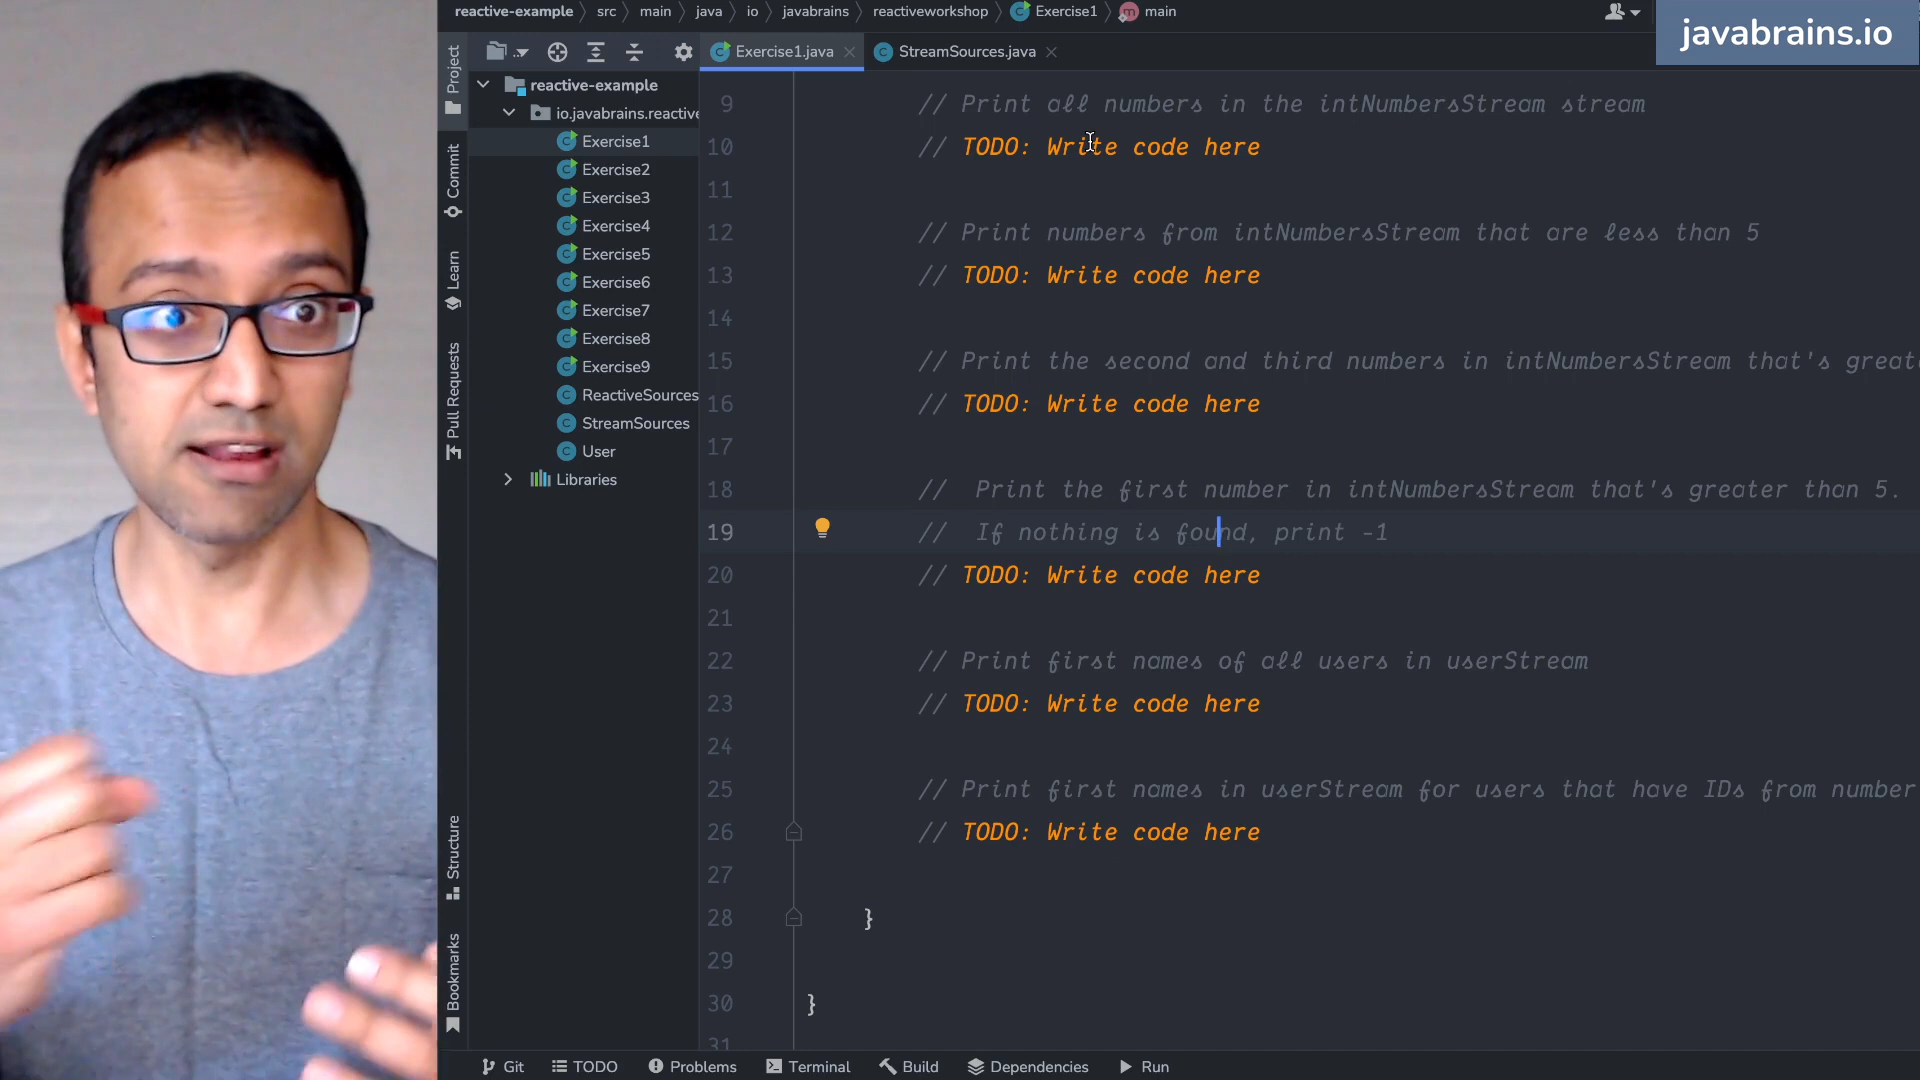 reactive-example src main java io javabrains reactiveworkshop Exercise1 main
javabrains.io
Project
Commit
Learn
Pull Requests
Structure
Bookmarks
reactive-example
io.javabrains.reactive
Exercise1
Exercise2
Exercise3
Exercise4
Exercise5
Exercise6
Exercise7
Exercise8
Exercise9
ReactiveSources
StreamSources
User
Libraries
Exercise1.java StreamSources.java
9 // Print all numbers in the intNumbersStream stream
10 // TODO: Write code here
11
12 // Print numbers from intNumbersStream that are less than 5
13 // TODO: Write code here
14
15 // Print the second and third numbers in intNumbersStream that's great
16 // TODO: Write code here
17
18 // Print the first number in intNumbersStream that's greater than 5.
19 // If nothing is found, print -1
20 // TODO: Write code here
21
22 // Print first names of all users in userStream
23 // TODO: Write code here
24
25 // Print first names in userStream for users that have IDs from number
26 // TODO: Write code here
27
28 }
29
30 }
31
Git TODO Problems Terminal Build Dependencies Run